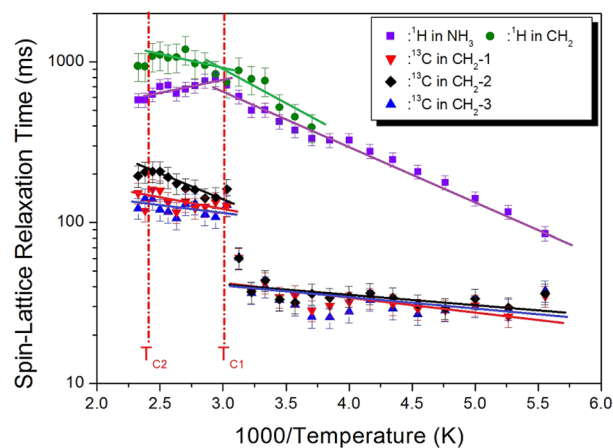 Spin-Lattice Relaxation Time (ms)
1000
100
10
:¹H in NH₃ :¹H in CH₂
:¹³C in CH₂-1
:¹³C in CH₂-2
:¹³C in CH₂-3
T_C2 T_C1
2.0 2.5 3.0 3.5 4.0 4.5 5.0 5.5 6.0
1000/Temperature (K)